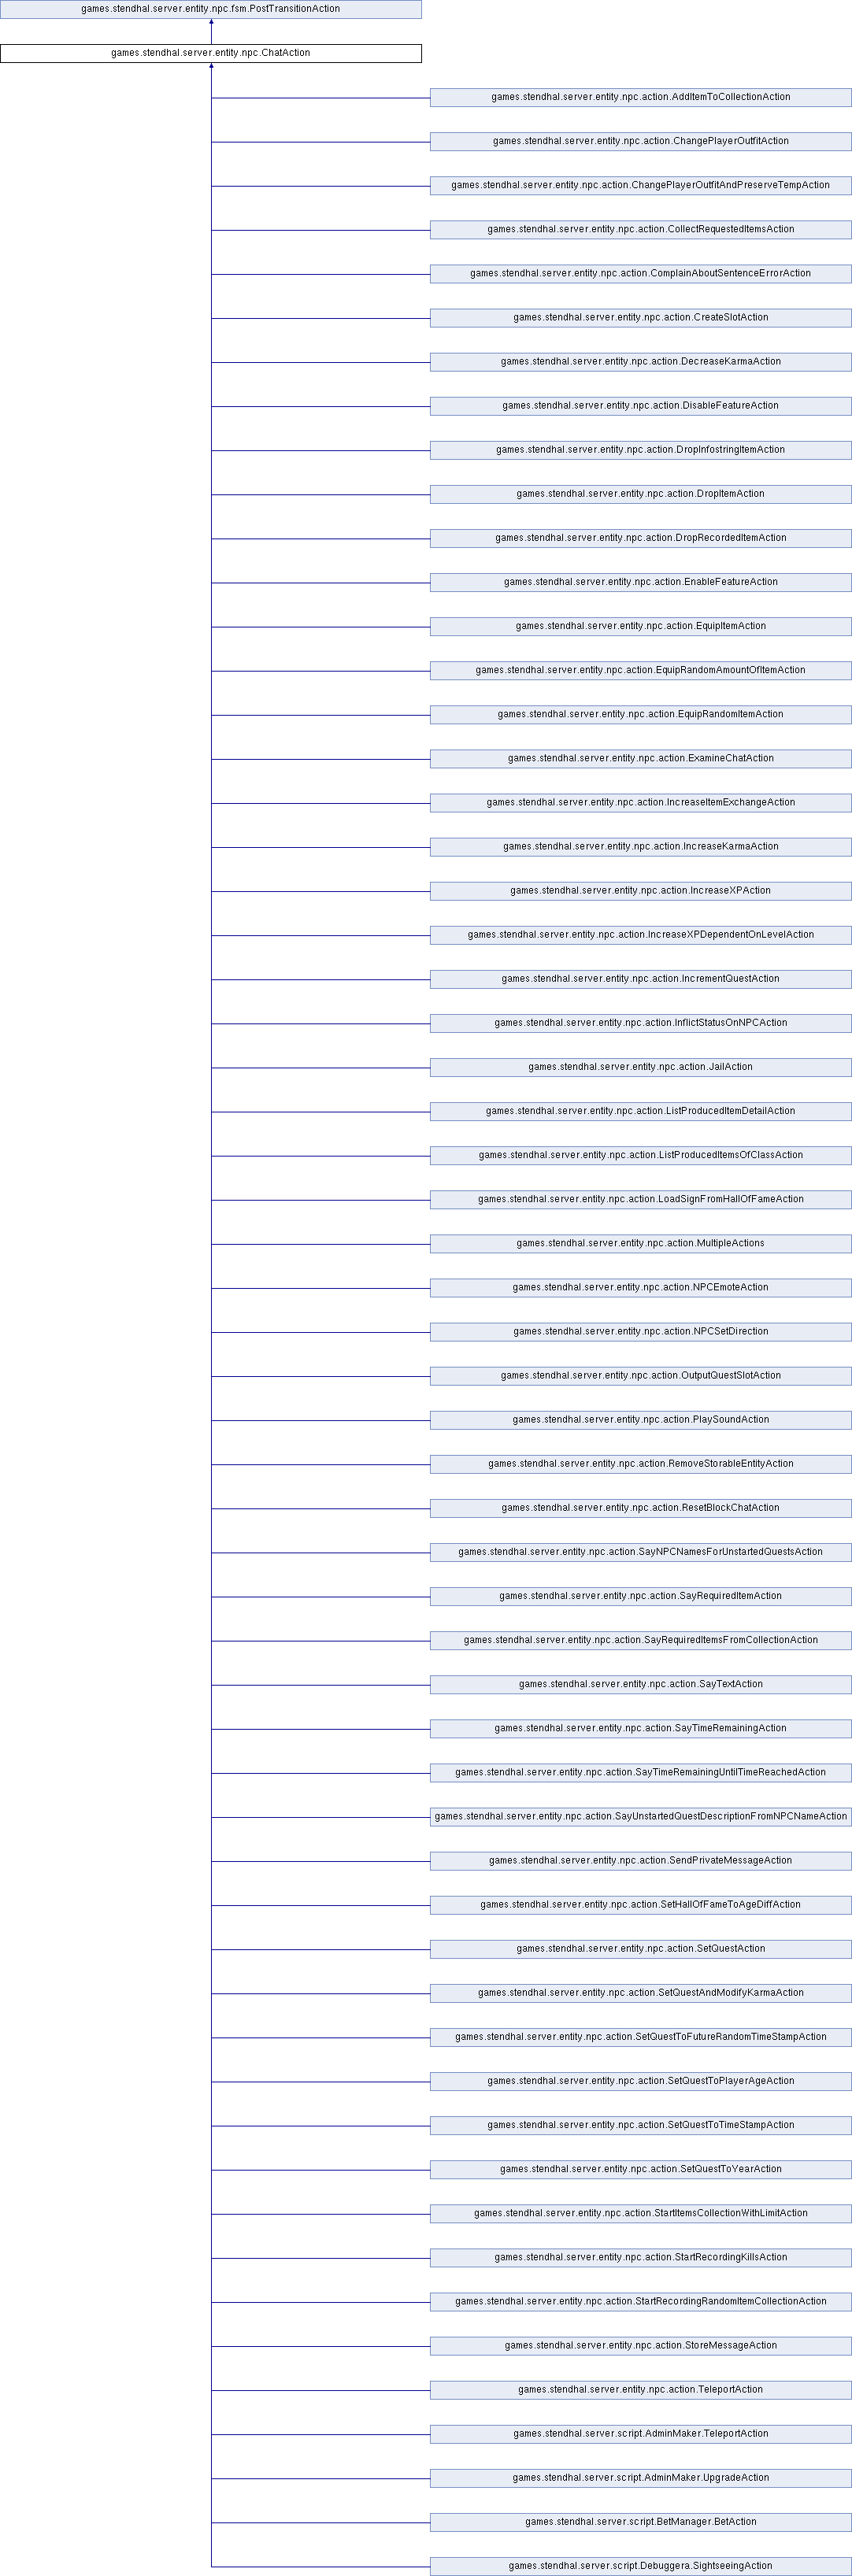 games.stendhal.server.entity.npc.fsm.PostTransitionAction
games.stendhal.server.entity.npc.ChatAction
games.stendhal.server.entity.npc.action.AddItemToCollectionAction
games.stendhal.server.entity.npc.action.ChangePlayerOutfitAction
games.stendhal.server.entity.npc.action.ChangePlayerOutfitAndPreserveTempAction
games.stendhal.server.entity.npc.action.CollectRequestedItemsAction
games.stendhal.server.entity.npc.action.ComplainAboutSentenceErrorAction
games.stendhal.server.entity.npc.action.CreateSlotAction
games.stendhal.server.entity.npc.action.DecreaseKarmaAction
games.stendhal.server.entity.npc.action.DisableFeatureAction
games.stendhal.server.entity.npc.action.DropInfostringItemAction
games.stendhal.server.entity.npc.action.DropItemAction
games.stendhal.server.entity.npc.action.DropRecordedItemAction
games.stendhal.server.entity.npc.action.EnableFeatureAction
games.stendhal.server.entity.npc.action.EquipItemAction
games.stendhal.server.entity.npc.action.EquipRandomAmountOfItemAction
games.stendhal.server.entity.npc.action.EquipRandomItemAction
games.stendhal.server.entity.npc.action.ExamineChatAction
games.stendhal.server.entity.npc.action.IncreaseItemExchangeAction
games.stendhal.server.entity.npc.action.IncreaseKarmaAction
games.stendhal.server.entity.npc.action.IncreaseXPAction
games.stendhal.server.entity.npc.action.IncreaseXPDependentOnLevelAction
games.stendhal.server.entity.npc.action.IncrementQuestAction
games.stendhal.server.entity.npc.action.InflictStatusOnNPCAction
games.stendhal.server.entity.npc.action.JailAction
games.stendhal.server.entity.npc.action.ListProducedItemDetailAction
games.stendhal.server.entity.npc.action.ListProducedItemsOfClassAction
games.stendhal.server.entity.npc.action.LoadSignFromHallOfFameAction
games.stendhal.server.entity.npc.action.MultipleActions
games.stendhal.server.entity.npc.action.NPCEmoteAction
games.stendhal.server.entity.npc.action.NPCSetDirection
games.stendhal.server.entity.npc.action.OutputQuestSlotAction
games.stendhal.server.entity.npc.action.PlaySoundAction
games.stendhal.server.entity.npc.action.RemoveStorableEntityAction
games.stendhal.server.entity.npc.action.ResetBlockChatAction
games.stendhal.server.entity.npc.action.SayNPCNamesForUnstartedQuestsAction
games.stendhal.server.entity.npc.action.SayRequiredItemAction
games.stendhal.server.entity.npc.action.SayRequiredItemsFromCollectionAction
games.stendhal.server.entity.npc.action.SayTextAction
games.stendhal.server.entity.npc.action.SayTimeRemainingAction
games.stendhal.server.entity.npc.action.SayTimeRemainingUntilTimeReachedAction
games.stendhal.server.entity.npc.action.SayUnstartedQuestDescriptionFromNPCNameAction
games.stendhal.server.entity.npc.action.SendPrivateMessageAction
games.stendhal.server.entity.npc.action.SetHallOfFameToAgeDiffAction
games.stendhal.server.entity.npc.action.SetQuestAction
games.stendhal.server.entity.npc.action.SetQuestAndModifyKarmaAction
games.stendhal.server.entity.npc.action.SetQuestToFutureRandomTimeStampAction
games.stendhal.server.entity.npc.action.SetQuestToPlayerAgeAction
games.stendhal.server.entity.npc.action.SetQuestToTimeStampAction
games.stendhal.server.entity.npc.action.SetQuestToYearAction
games.stendhal.server.entity.npc.action.StartItemsCollectionWithLimitAction
games.stendhal.server.entity.npc.action.StartRecordingKillsAction
games.stendhal.server.entity.npc.action.StartRecordingRandomItemCollectionAction
games.stendhal.server.entity.npc.action.StoreMessageAction
games.stendhal.server.entity.npc.action.TeleportAction
games.stendhal.server.script.AdminMaker.TeleportAction
games.stendhal.server.script.AdminMaker.UpgradeAction
games.stendhal.server.script.BetManager.BetAction
games.stendhal.server.script.Debuggera.SightseeingAction